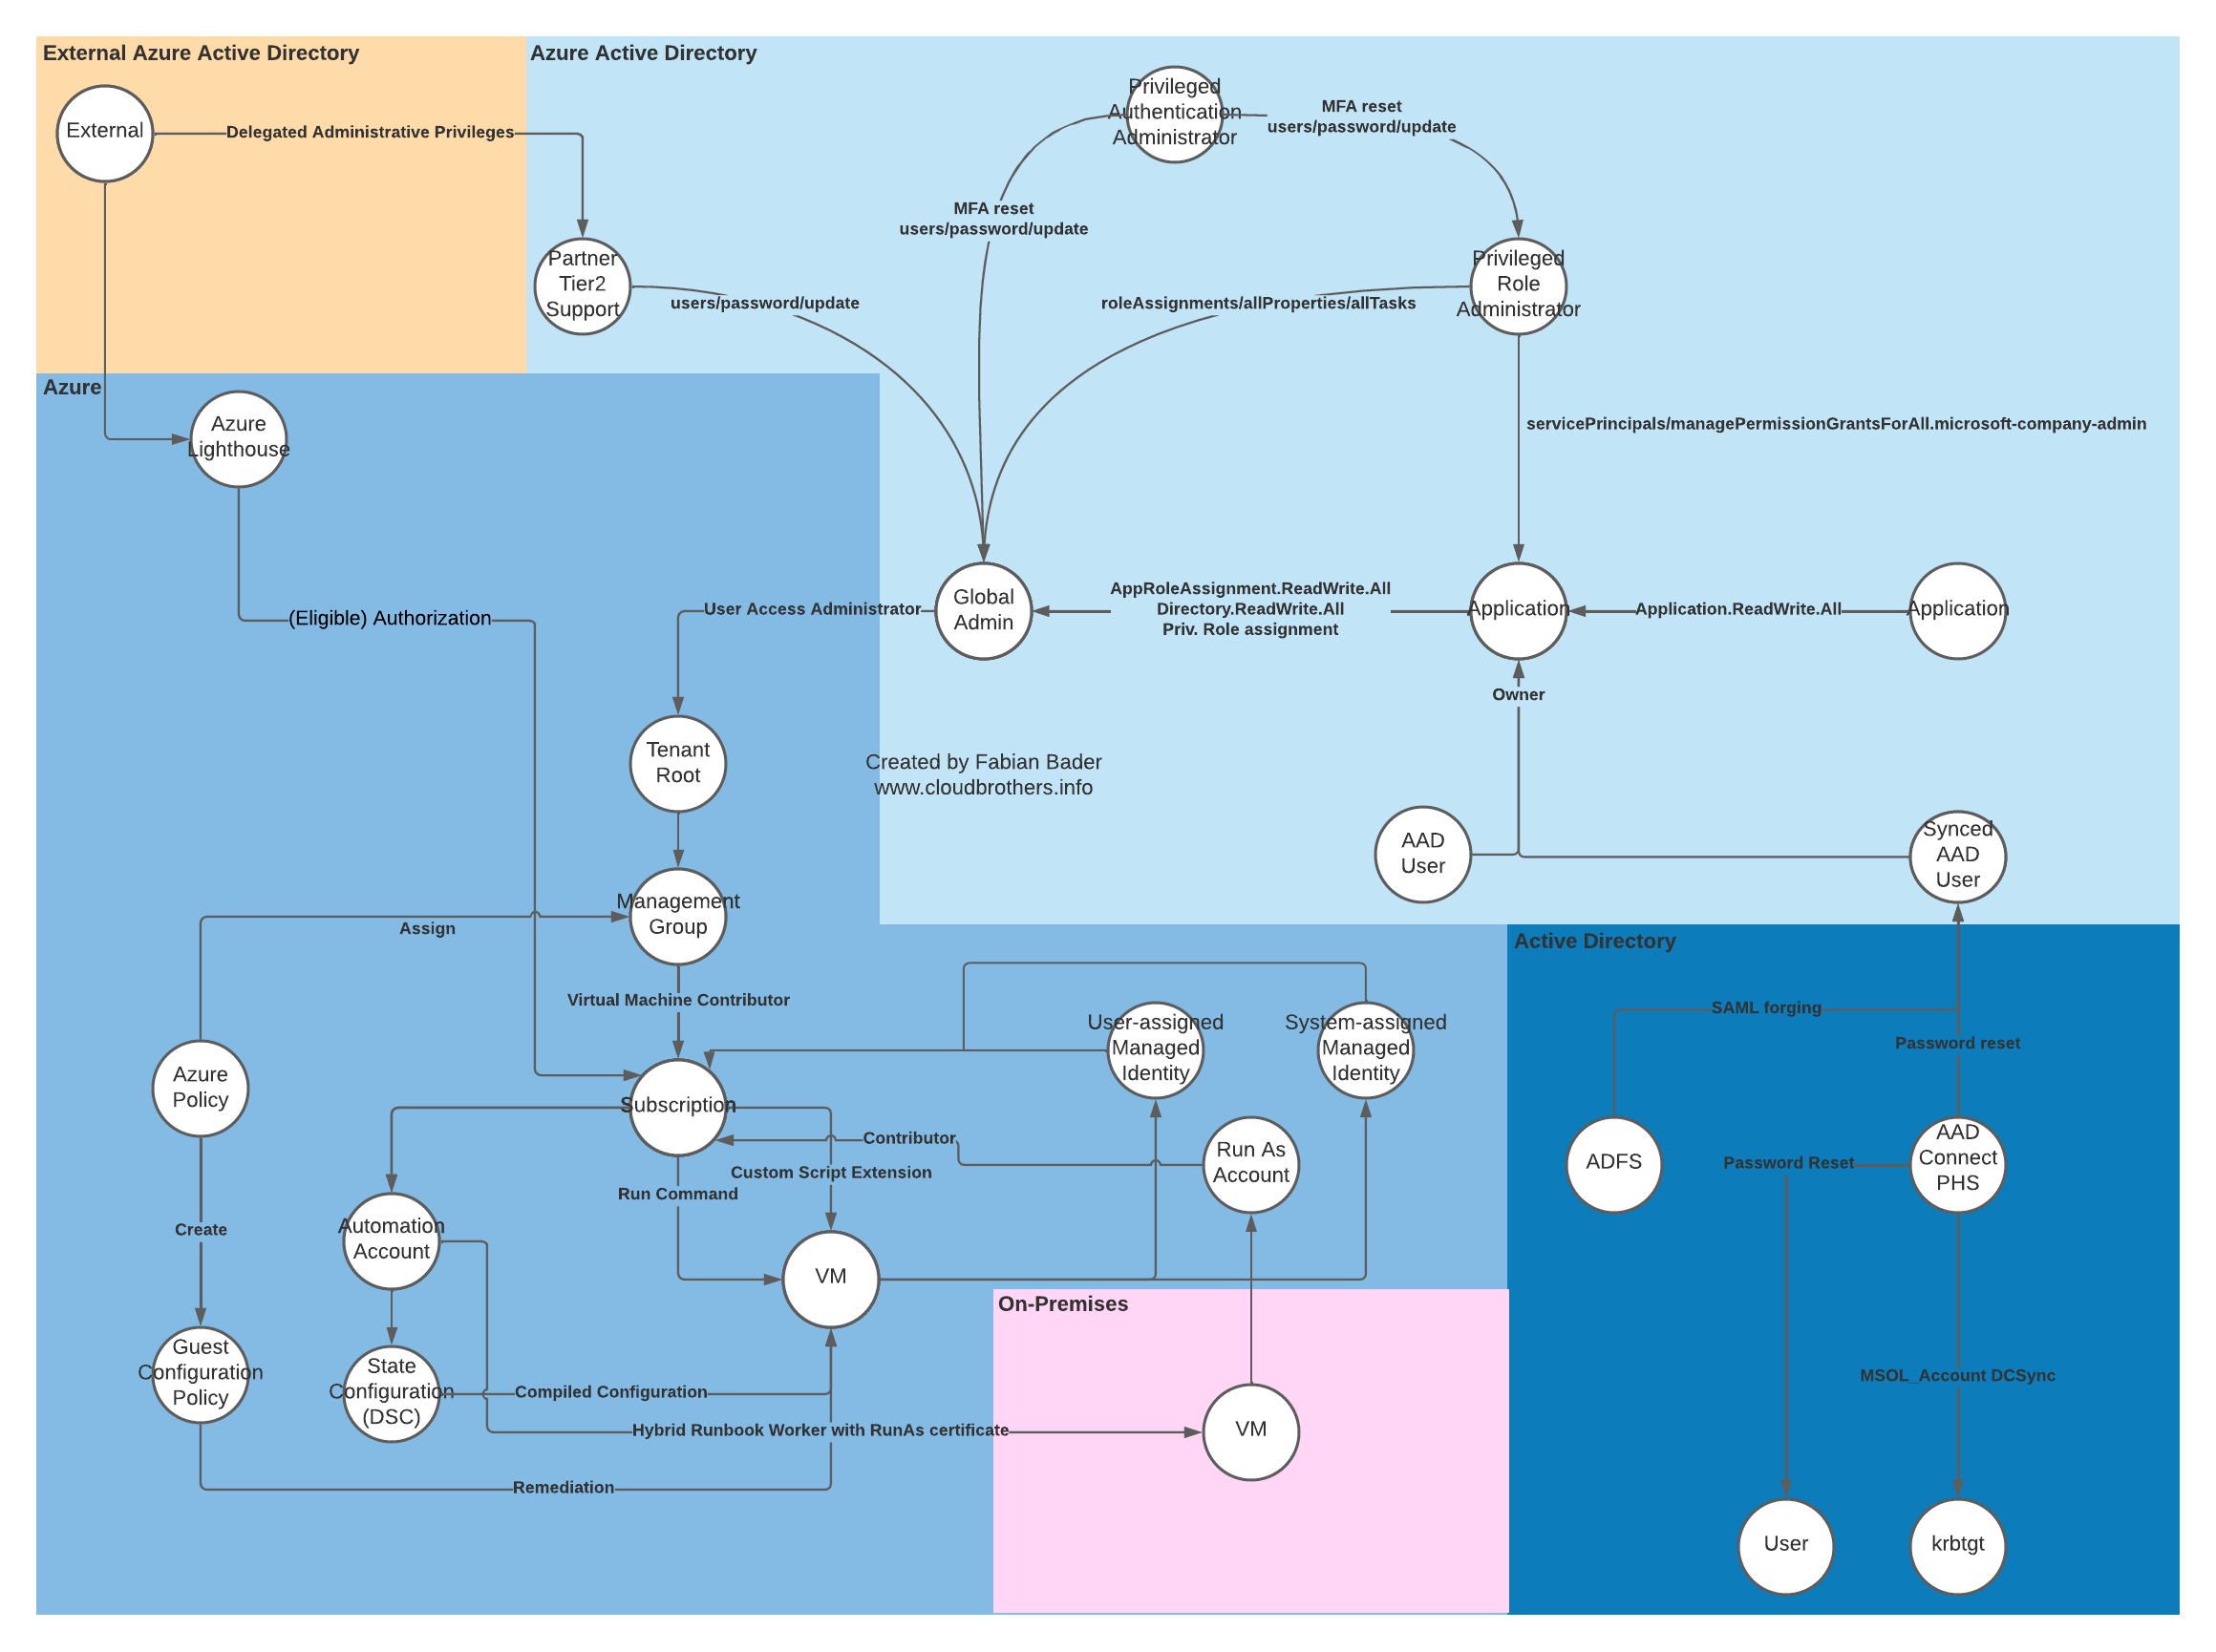 External Azure Active Directory
Azure Active Directory
External
Delegated Administrative Privileges
Privileged
Authentication
Administrator
MFA reset
users/password/update
MFA reset
users/password/update
Partner
Tier2
Support
users/password/update
roleAssignments/allProperties/allTasks
Privileged
Role
Administrator
Azure
Azure
Lighthouse
servicePrincipals/managePermissionGrantsForAll.microsoft-company-admin
(Eligible) Authorization
User Access Administrator
Global
Admin
AppRoleAssignment.ReadWrite.All
Directory.ReadWrite.All
Priv. Role assignment
Application
Application.ReadWrite.All
Application
Owner
Tenant
Root
Created by Fabian Bader
www.cloudbrothers.info
AAD
User
Synced
AAD
User
Management
Group
Assign
Active Directory
Virtual Machine Contributor
User-assigned
Managed
Identity
System-assigned
Managed
Identity
SAML forging
Password reset
Azure
Policy
Subscription
Contributor
Run As
Account
ADFS
AAD
Connect
PHS
Password Reset
Custom Script Extension
Run Command
Create
Automation
Account
VM
On-Premises
Guest
Configuration
Policy
State
Configuration
(DSC)
Compiled Configuration
MSOL_Account DCSync
Hybrid Runbook Worker with RunAs certificate
VM
Remediation
User
krbtgt